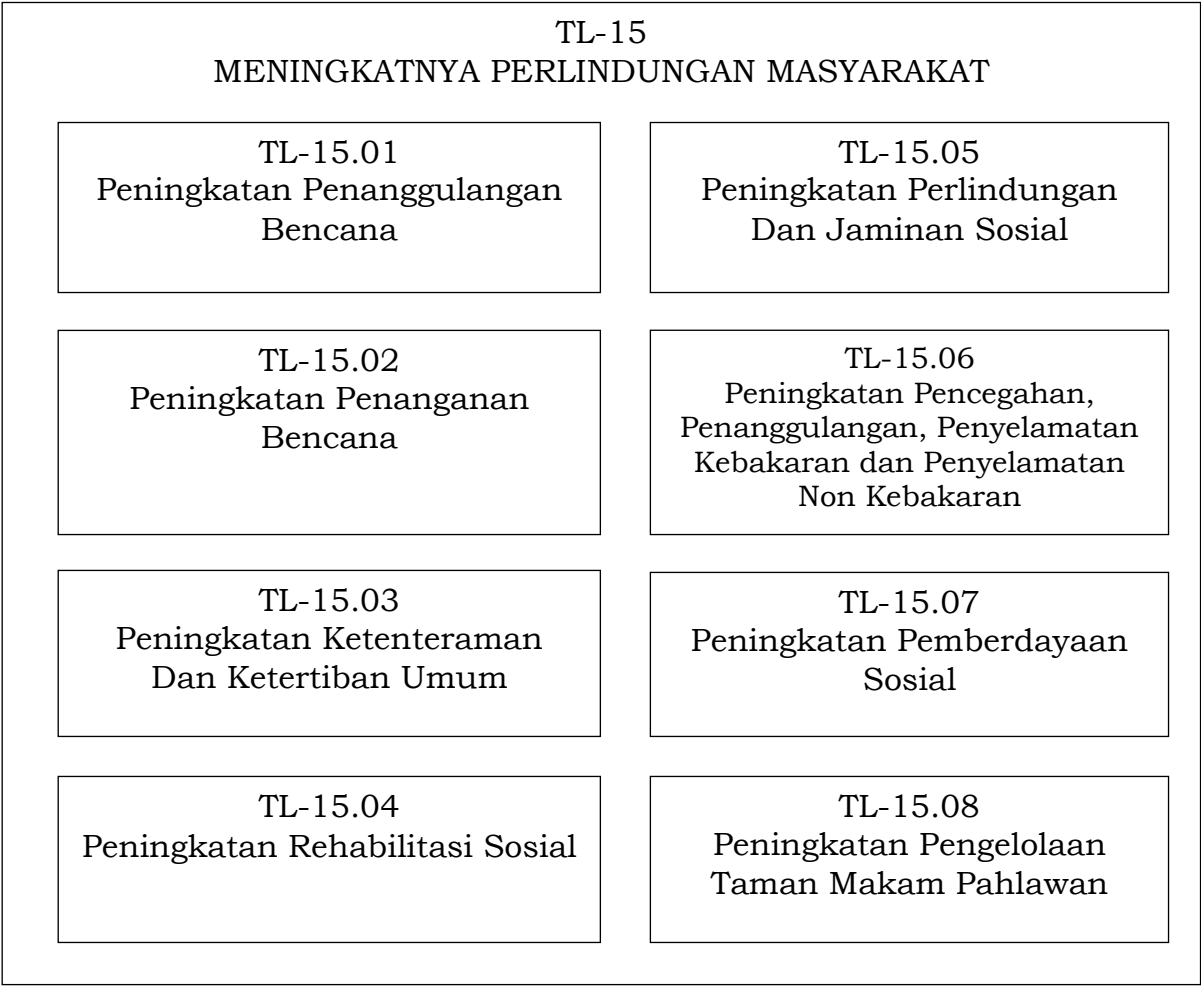 TL-15
MENINGKATNYA PERLINDUNGAN MASYARAKAT
TL-15.01
Peningkatan Penanggulangan
Bencana
TL-15.02
Peningkatan Penanganan
Bencana
TL-15.03
Peningkatan Ketenteraman
Dan Ketertiban Umum
TL-15.04
Peningkatan Rehabilitasi Sosial
TL-15.05
Peningkatan Perlindungan
Dan Jaminan Sosial
TL-15.06
Peningkatan Pencegahan,
Penanggulangan, Penyelamatan
Kebakaran dan Penyelamatan
Non Kebakaran
TL-15.07
Peningkatan Pemberdayaan
Sosial
TL-15.08
Peningkatan Pengelolaan
Taman Makam Pahlawan